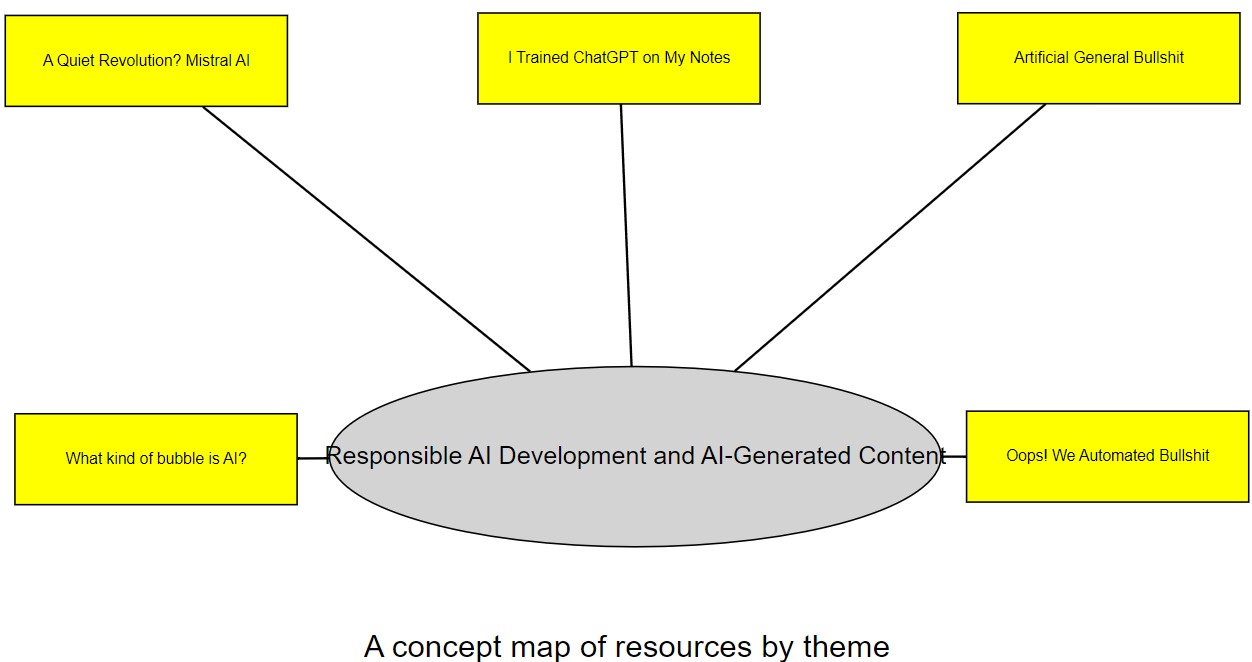 A Quiet Revolution? Mistral AI
I Trained ChatGPT on My Notes
Artificial General Bullshit
What kind of bubble is AI?
Responsible AI Development and AI-Generated Content
Oops! We Automated Bullshit
A concept map of resources by theme